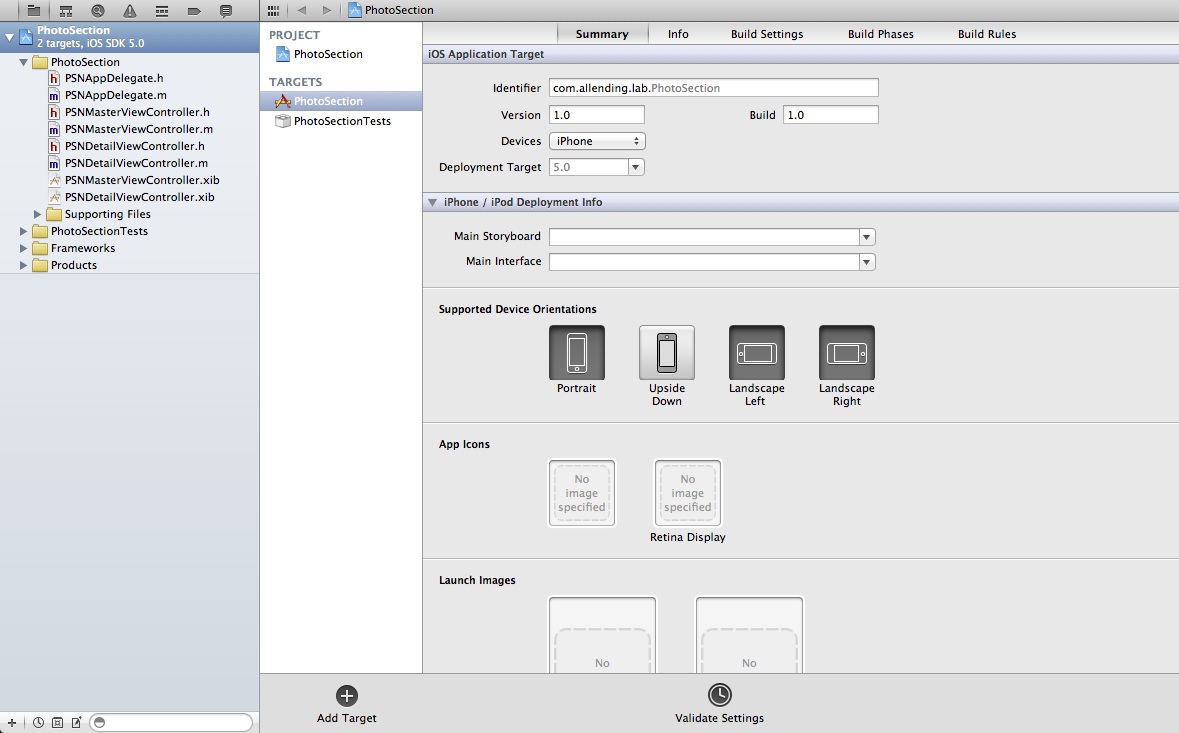 PhotoSection
PhotoSection
2 targets, iOS SDK 5.0
PhotoSection
PSNAppDelegate.h
PSNAppDelegate.m
PSNMasterViewController.h
PSNMasterViewController.m
PSNDetailViewController.h
PSNDetailViewController.m
PSNMasterViewController.xib
PSNDetailViewController.xib
Supporting Files
PhotoSectionTests
Frameworks
Products
PROJECT
PhotoSection
TARGETS
PhotoSection
PhotoSectionTests
Summary Info Build Settings Build Phases Build Rules
iOS Application Target
Identifier com.allending.lab.PhotoSection
Version 1.0 Build 1.0
Devices iPhone
Deployment Target 5.0
iPhone / iPod Deployment Info
Main Storyboard
Main Interface
Supported Device Orientations
Portrait
Upside
Down
Landscape
Left
Landscape
Right
App Icons
No
image
specified
No
image
specified
Retina Display
Launch Images
No
No
Add Target
Validate Settings